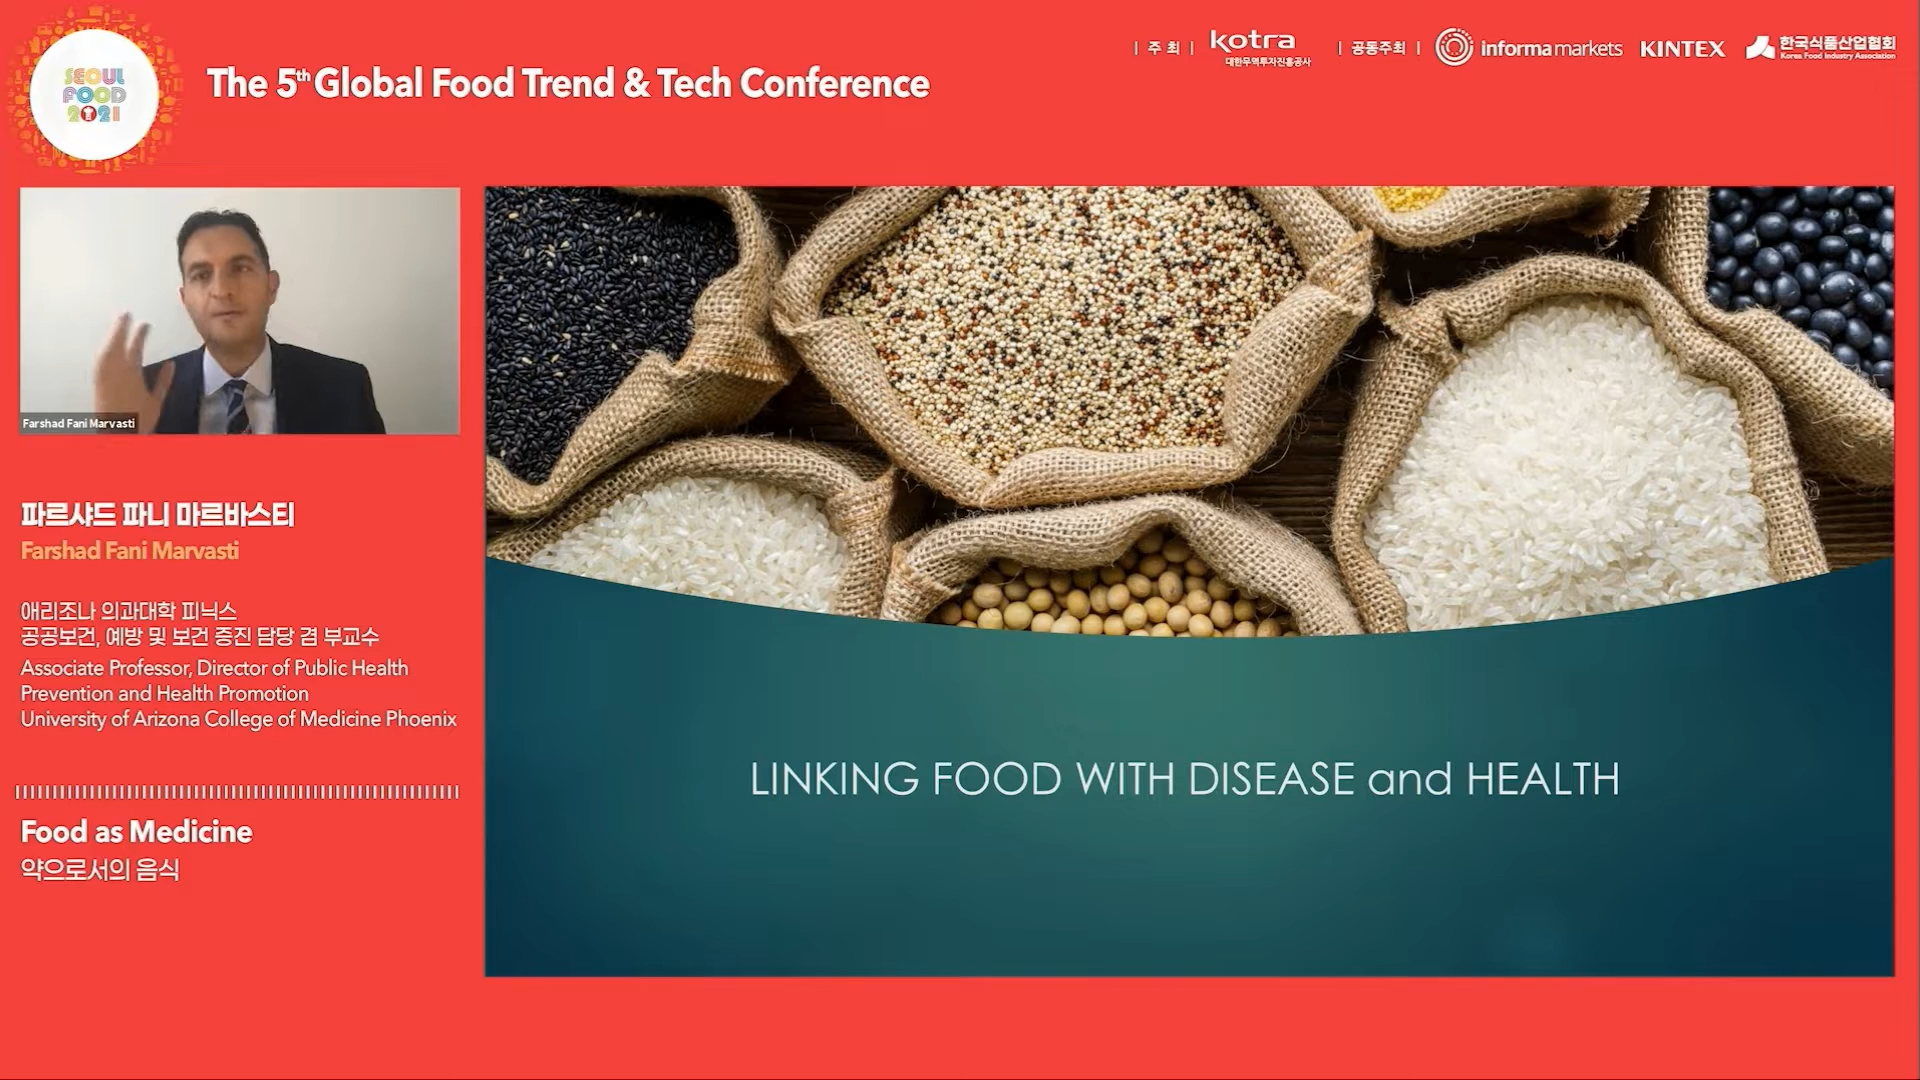 SEOUL
FOOD
2021
The 5th Global Food Trend & Tech Conference
| 주 최 | kotra
대한무역투자진흥공사
| 공동주최 | informa markets KINTEX 한국식품산업협회
Korea Food Industry Association
Farshad Fani Marvasti
파르샤드 파니 마르바스티
Farshad Fani Marvasti
애리조나 의과대학 피닉스
공공보건, 예방 및 보건 증진 담당 겸 부교수
Associate Professor, Director of Public Health
Prevention and Health Promotion
University of Arizona College of Medicine Phoenix
Food as Medicine
약으로서의 음식
LINKING FOOD WITH DISEASE and HEALTH